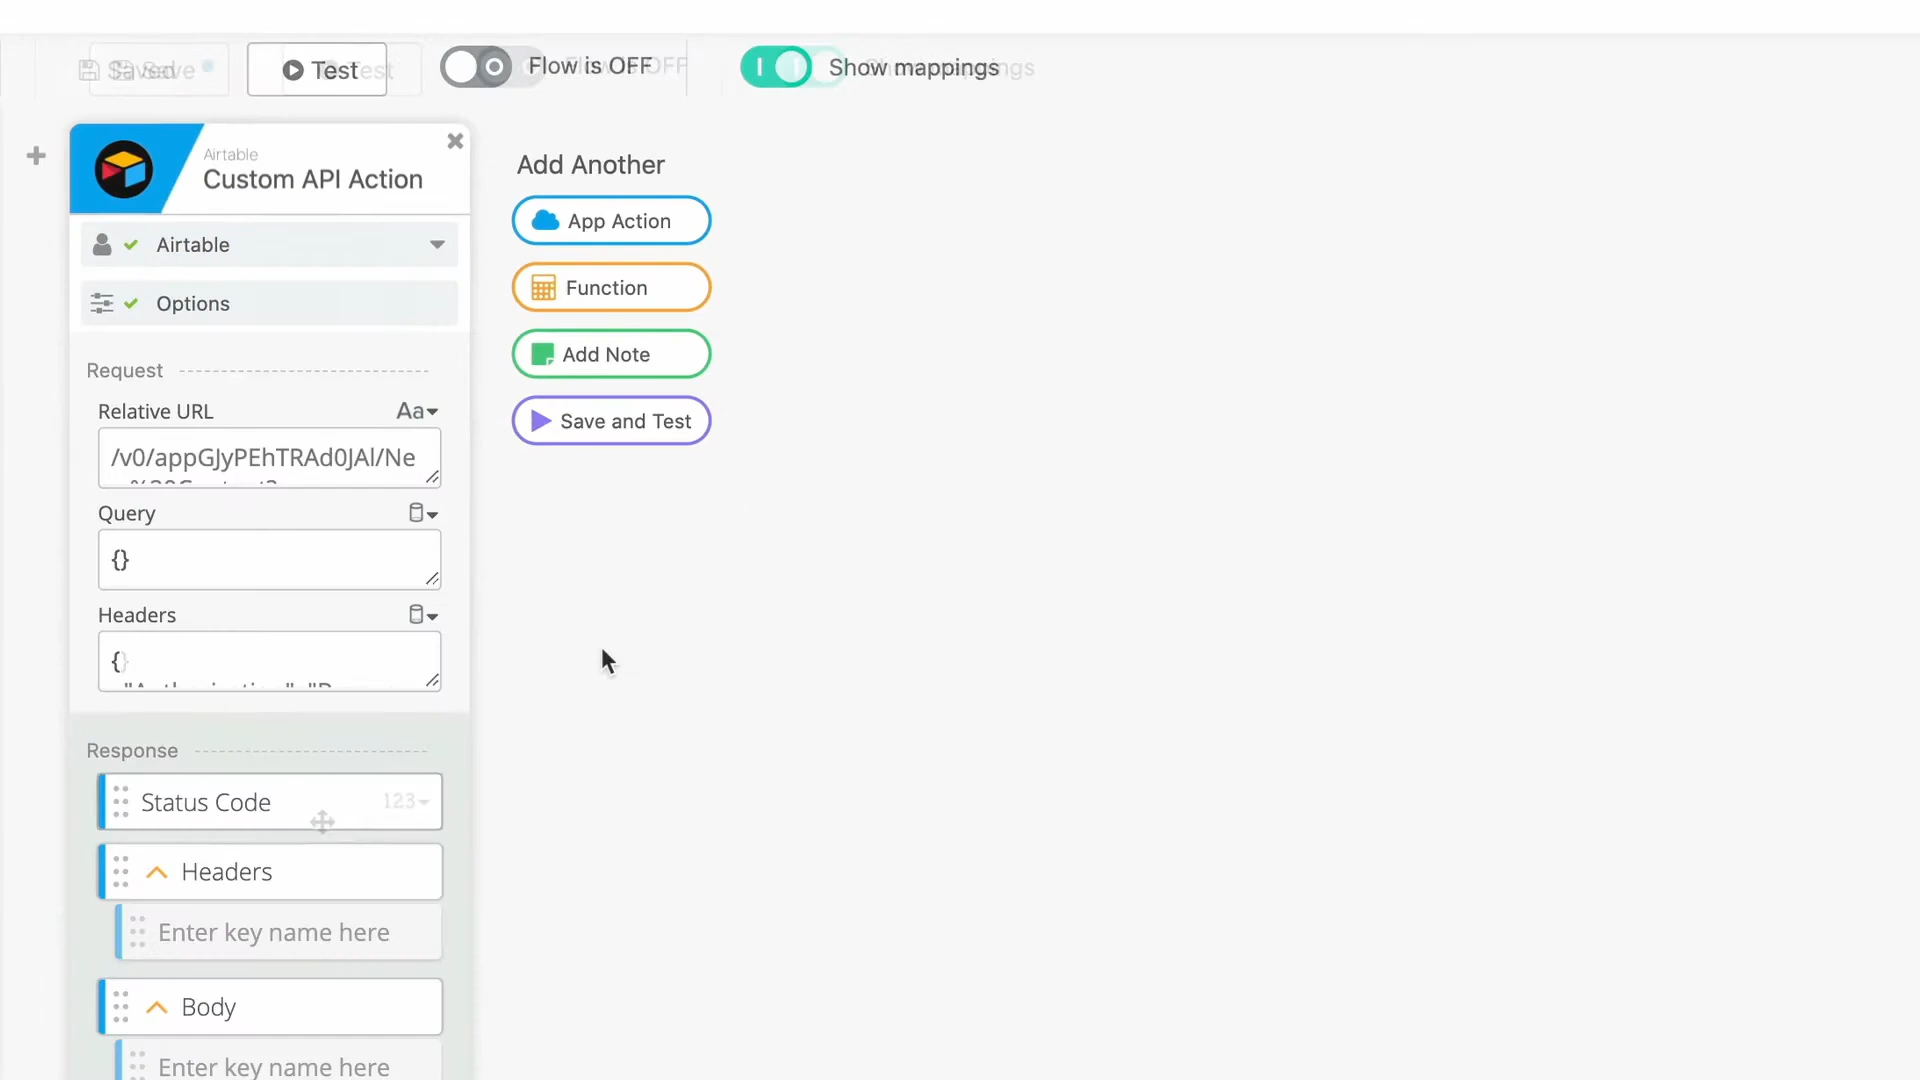 Saved
Test
Flow is OFF
Show mappings
Airtable
Custom API Action
Airtable
Options
Request
Relative URL
Aa
/v0/appGJyPEhTRAd0JAl/Ne
Query
{}
Headers
{
Response
Status Code
123
Headers
Enter key name here
Body
Enter key name here
Add Another
App Action
Function
Add Note
Save and Test